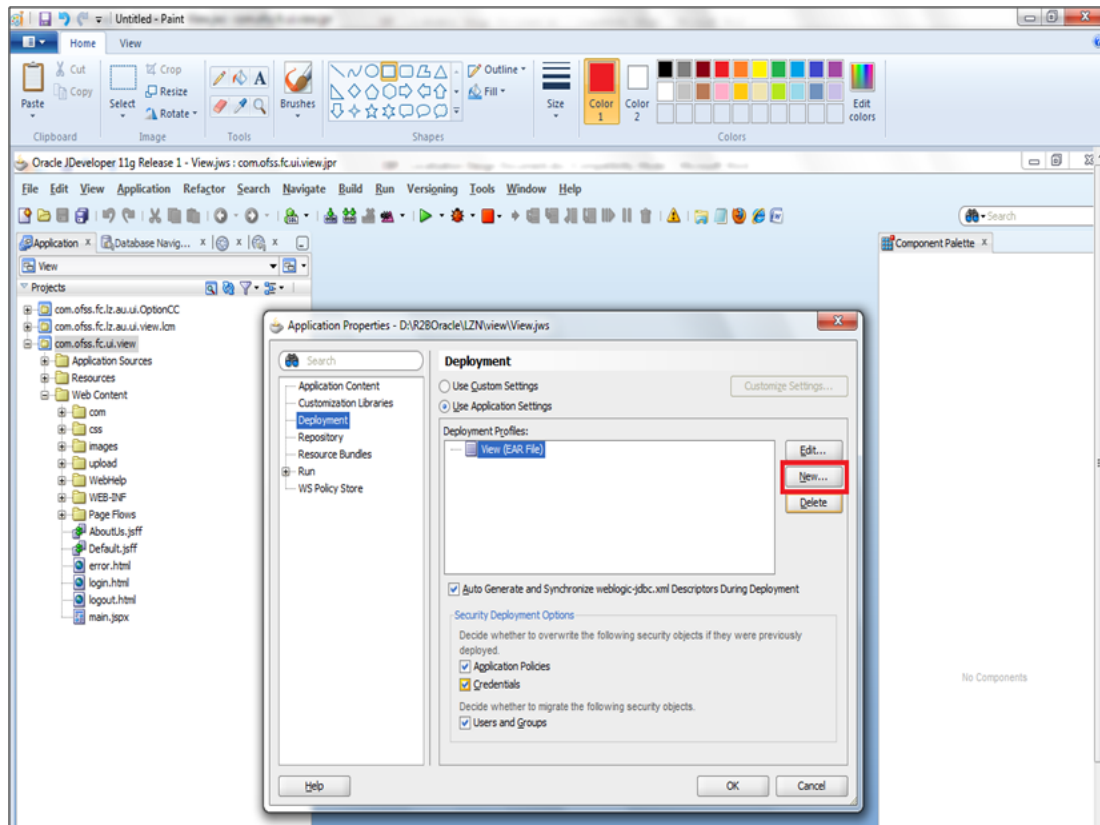 Untitled - Paint
Home View
Cut
Copy
Paste
Clipboard
Crop
Resize
Rotate
Select
Image
Tools
Brushes
Outline
Fill
Shapes
Size
Color 1
Color 2
Edit colors
Colors
Oracle JDeveloper 11g Release 1 - View.jws : com.ofss.fc.ui.view.jpr
File Edit View Application Refactor Search Navigate Build Run Versioning Tools Window Help
Search
Application
Database Navig...
Component Palette
View
Projects
com.ofss.fc.lz.au.ui.OptionCC
com.ofss.fc.lz.au.ui.view.lcm
com.ofss.fc.ui.view
Application Sources
Resources
Web Content
com
css
images
upload
WebHelp
WEB-INF
Page Flows
AboutUs.jsff
Default.jsff
error.html
login.html
logout.html
main.jspx
Application Properties - D:\R2BOracle\LZN\view\View.jws
Search
Application Content
Customization Libraries
Deployment
Repository
Resource Bundles
Run
WS Policy Store
Deployment
Use Custom Settings
Customize Settings...
Use Application Settings
Deployment Profiles:
View (EAR File)
Edit...
New...
Delete
Auto Generate and Synchronize weblogic-jdbc.xml Descriptors During Deployment
Security Deployment Options
Decide whether to overwrite the following security objects if they were previously
deployed.
Application Policies
Credentials
Decide whether to migrate the following security objects.
Users and Groups
Help
OK
Cancel
No Components